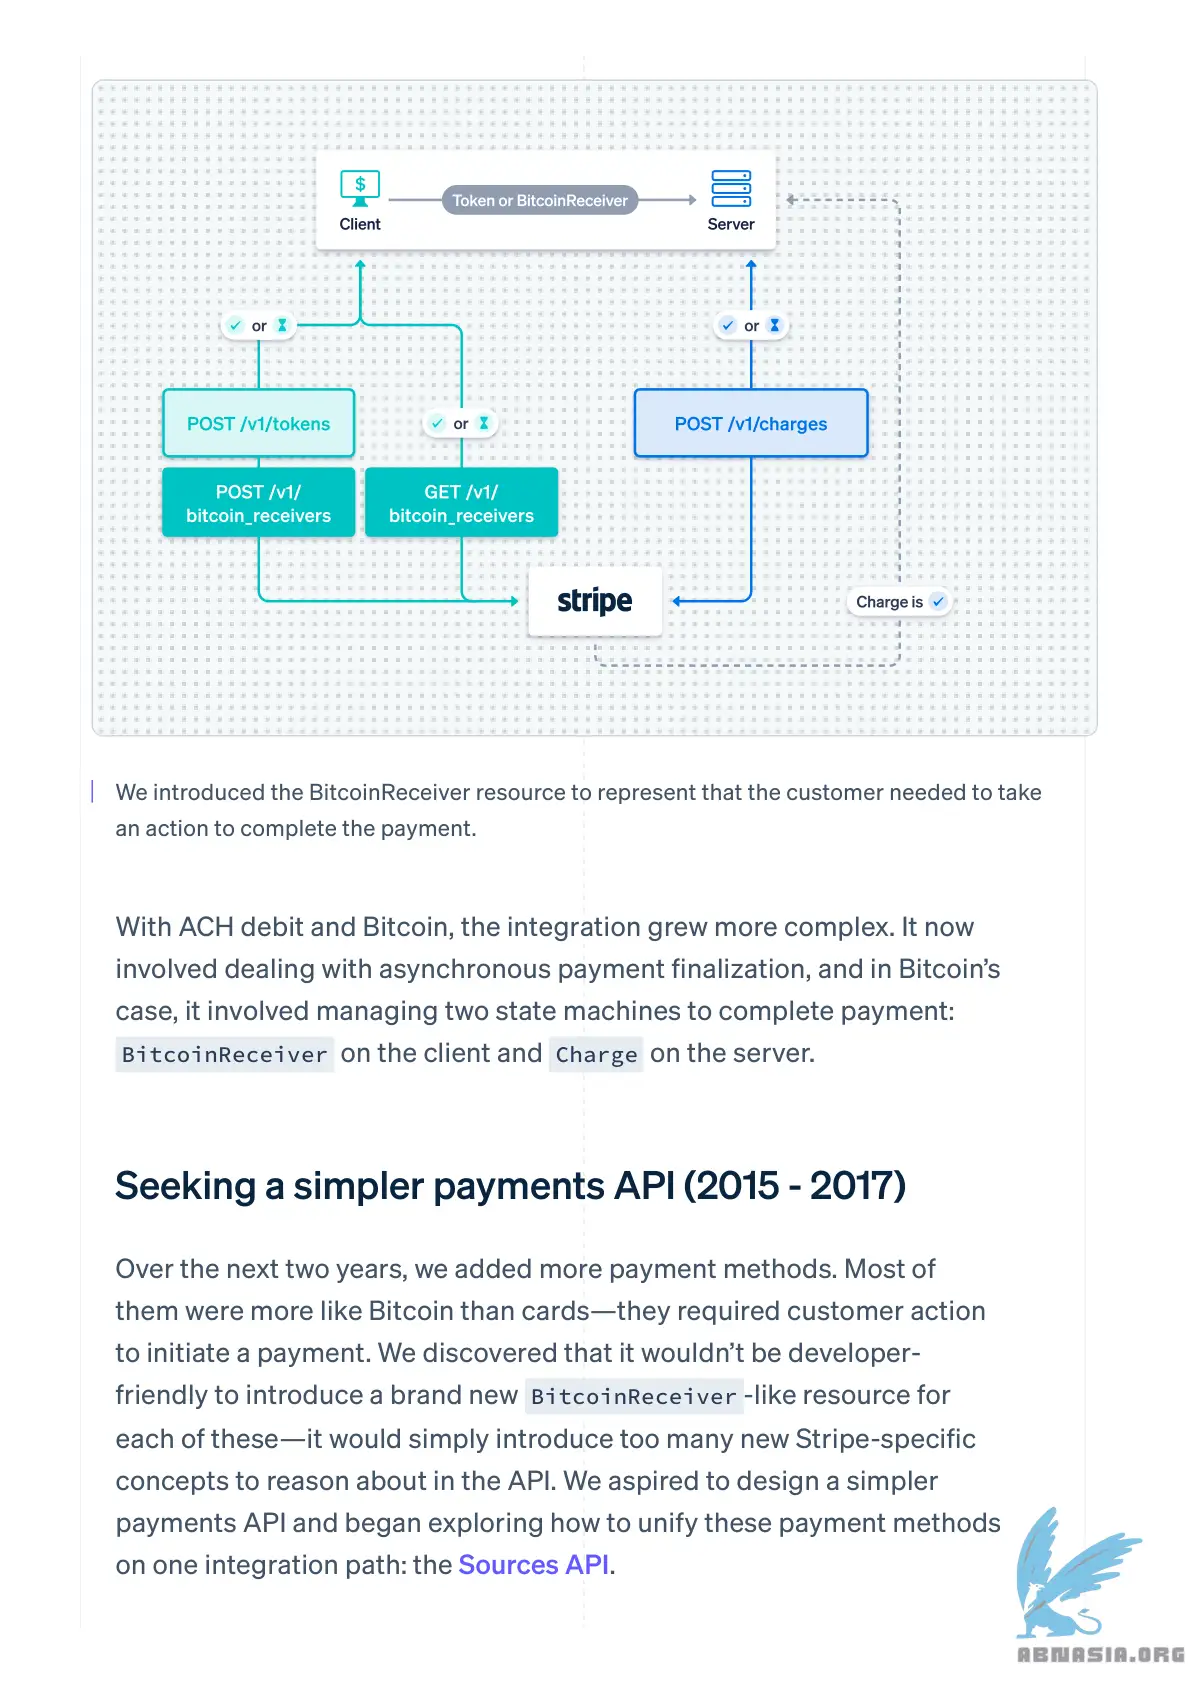 Token or BitcoinReceiver
Client
Server
or
or
POST /v1/tokens
or
POST /v1/charges
POST /v1/
bitcoin_receivers
GET /v1/
bitcoin_receivers
stripe
Charge is
We introduced the BitcoinReceiver resource to represent that the customer needed to take
an action to complete the payment.
With ACH debit and Bitcoin, the integration grew more complex. It now
involved dealing with asynchronous payment finalization, and in Bitcoin’s
case, it involved managing two state machines to complete payment:
BitcoinReceiver on the client and Charge on the server.
Seeking a simpler payments API (2015 - 2017)
Over the next two years, we added more payment methods. Most of
them were more like Bitcoin than cards—they required customer action
to initiate a payment. We discovered that it wouldn’t be developer-
friendly to introduce a brand new BitcoinReceiver-like resource for
each of these—it would simply introduce too many new Stripe-specific
concepts to reason about in the API. We aspired to design a simpler
payments API and began exploring how to unify these payment methods
on one integration path: the Sources API.
ABNASIA.ORG